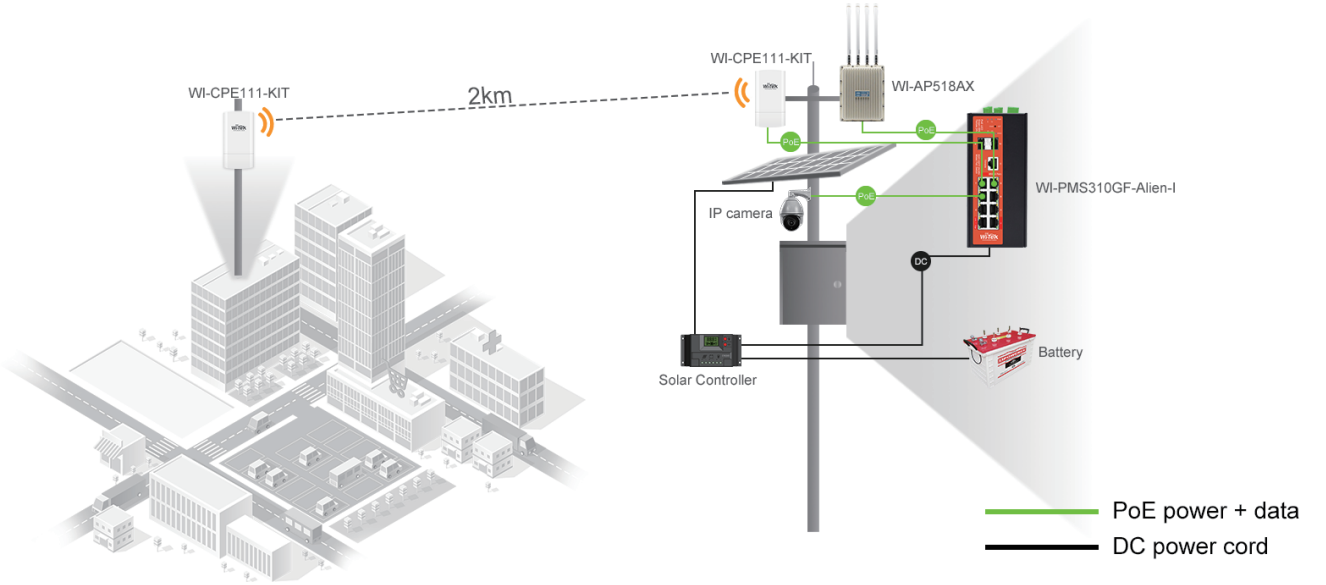 WI-CPE111-KIT
WI-AP518AX
WI-CPE111-KIT
2km
PoE
PoE
WI-PMS310GF-Alien-I
PoE
IP camera
DC
Battery
Solar Controller
PoE power + data
DC power cord